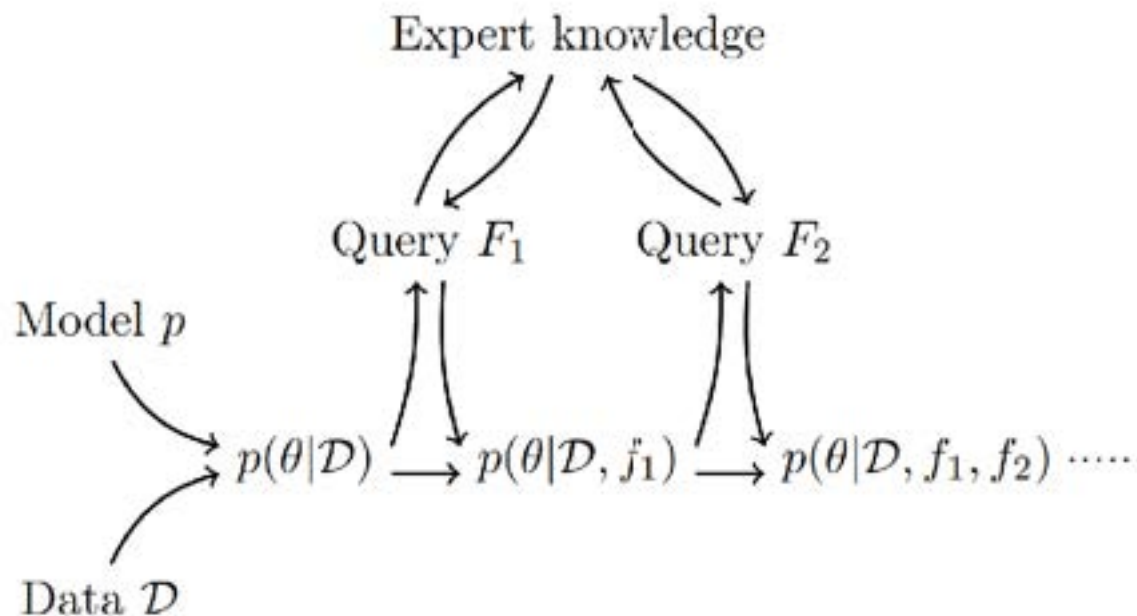 Expert knowledge
Query F₁ Query F₂
Model p
p(θ|𝒟) p(θ|𝒟, f₁) p(θ|𝒟, f₁, f₂) ·····
Data 𝒟